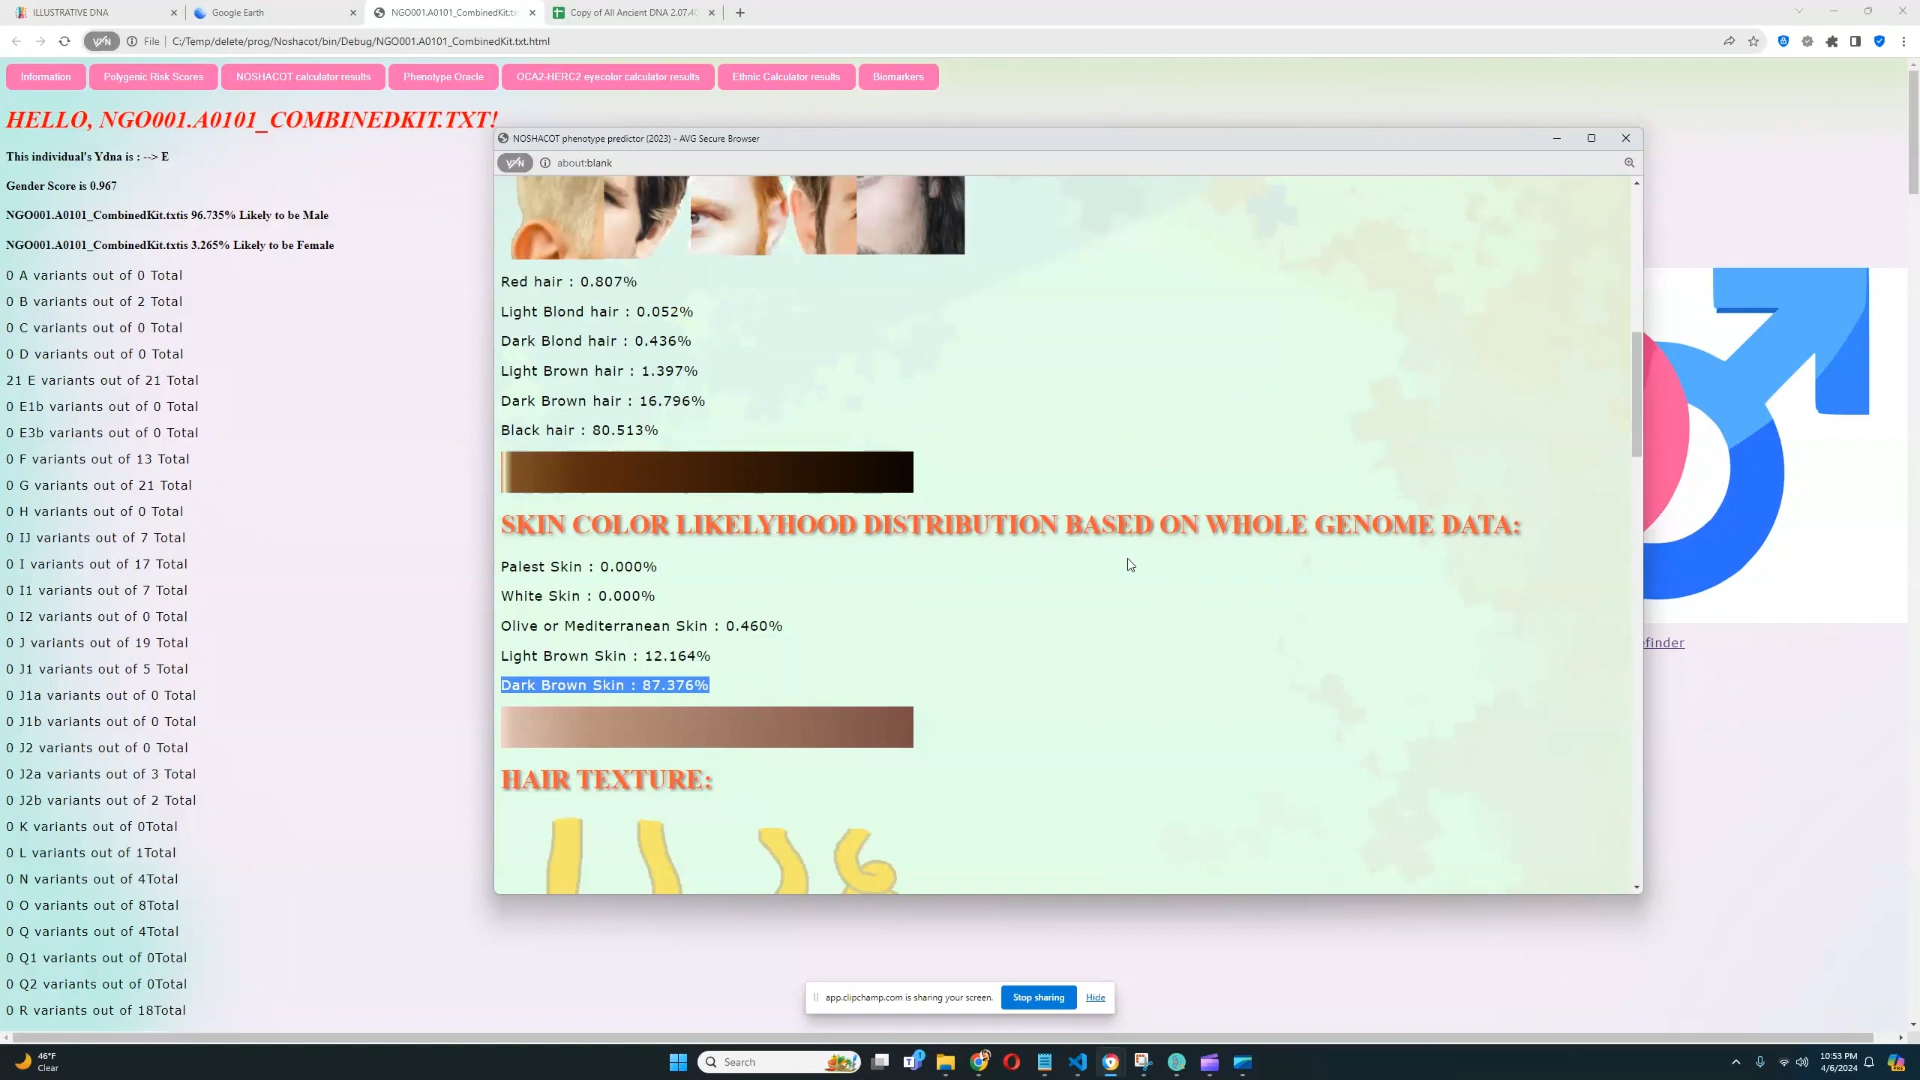 ILLUSTRATIVE DNA
Google Earth
NGO001.A0101_CombinedKit.tx
Copy of All Ancient DNA 2.07.4
File
C:/Temp/delete/prog/Noshacot/bin/Debug/NGO001.A0101_CombinedKit.txt.html
Information
Polygenic Risk Scores
NOSHACOT calculator results
Phenotype Oracle
OCA2-HERC2 eyecolor calculator results
Ethnic Calculator results
Biomarkers
HELLO, NGO001.A0101_COMBINEDKIT.TXT!
This individual's Ydna is : --> E
Gender Score is 0.967
NGO001.A0101_CombinedKit.txtis 96.735% Likely to be Male
NGO001.A0101_CombinedKit.txtis 3.265% Likely to be Female
0 A variants out of 0 Total
0 B variants out of 2 Total
0 C variants out of 0 Total
0 D variants out of 0 Total
21 E variants out of 21 Total
0 E1b variants out of 0 Total
0 E3b variants out of 0 Total
0 F variants out of 13 Total
0 G variants out of 21 Total
0 H variants out of 0 Total
0 IJ variants out of 7 Total
0 I variants out of 17 Total
0 I1 variants out of 7 Total
0 I2 variants out of 0 Total
0 J variants out of 19 Total
0 J1 variants out of 5 Total
0 J1a variants out of 0 Total
0 J1b variants out of 0 Total
0 J2 variants out of 0 Total
0 J2a variants out of 3 Total
0 J2b variants out of 2 Total
0 K variants out of 0Total
0 L variants out of 1Total
0 N variants out of 4Total
0 O variants out of 8Total
0 Q variants out of 4Total
0 Q1 variants out of 0Total
0 Q2 variants out of 0Total
0 R variants out of 18Total
NOSHACOT phenotype predictor (2023) - AVG Secure Browser
about:blank
Red hair : 0.807%
Light Blond hair : 0.052%
Dark Blond hair : 0.436%
Light Brown hair : 1.397%
Dark Brown hair : 16.796%
Black hair : 80.513%
SKIN COLOR LIKELYHOOD DISTRIBUTION BASED ON WHOLE GENOME DATA:
Palest Skin : 0.000%
White Skin : 0.000%
Olive or Mediterranean Skin : 0.460%
Light Brown Skin : 12.164%
Dark Brown Skin : 87.376%
HAIR TEXTURE:
efinder
app.clipchamp.com is sharing your screen.
Stop sharing
Hide
46°F
Clear
Search
10:53 PM
4/6/2024